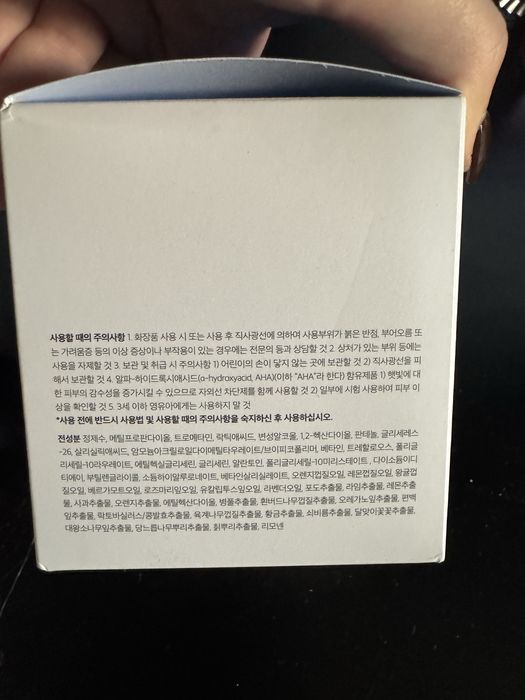 사용할 때의 주의사항 1. 화장품 사용 시 또는 사용 후 직사광선에 의하여 사용부위가 붉은 반점, 부어오름 또
는 가려움증 등의 이상 증상이나 부작용이 있는 경우에는 전문의 등과 상담할 것 2. 상처가 있는 부위 등에는
사용을 자제할 것 3. 보관 및 취급 시 주의사항 1) 어린이의 손이 닿지 않는 곳에 보관할 것 2) 직사광선을 피
해서 보관할 것 4. 알파-하이드록시애시드(α-hydroxyacid, AHA)(이하 "AHA"라 한다) 함유제품 1) 햇빛에 대
한 피부의 감수성을 증가시킬 수 있으므로 자외선 차단제를 함께 사용할 것 2) 일부에 시험 사용하여 피부 이
상을 확인할 것 5. 3세 이하 영유아에게는 사용하지 말 것
*사용 전에 반드시 사용법 및 사용할 때의 주의사항을 숙지하신 후 사용하십시오.
전성분 정제수, 메틸프로판다이올, 트로메타민, 락틱애씨드, 변성알코올, 1,2-헥산다이올, 판테놀, 글리세레스
-26, 살리실릭애씨드, 암모늄아크릴로일다이메틸타우레이트/브이피코폴리머, 베타인, 트레할로오스, 폴리글
리세릴-10라우레이트, 에틸헥실글리세린, 글리세린, 알란토인, 폴리글리세릴-10미리스테이트, 다이소듐이디
티에이, 부틸렌글라이콜, 소듐하이알루로네이트, 베타인살리실레이트, 오렌지껍질오일, 레몬껍질오일, 왕귤껍
질오일, 베르가모트오일, 로즈마리잎오일, 유칼립투스잎오일, 라벤더오일, 포도추출물, 라임추출물, 레몬추출
물, 사과추출물, 오렌지추출물, 에틸헥산다이올, 병풀추출물, 흰버드나무껍질추출물, 오레가노잎추출물, 편백
잎추출물, 락토바실러스/콩발효추출물, 육계나무껍질추출물, 황금추출물, 쇠비름추출물, 달맞이꽃꽃추출물,
대왕소나무잎추출물, 당느릅나무뿌리추출물, 칡뿌리추출물, 리모넨